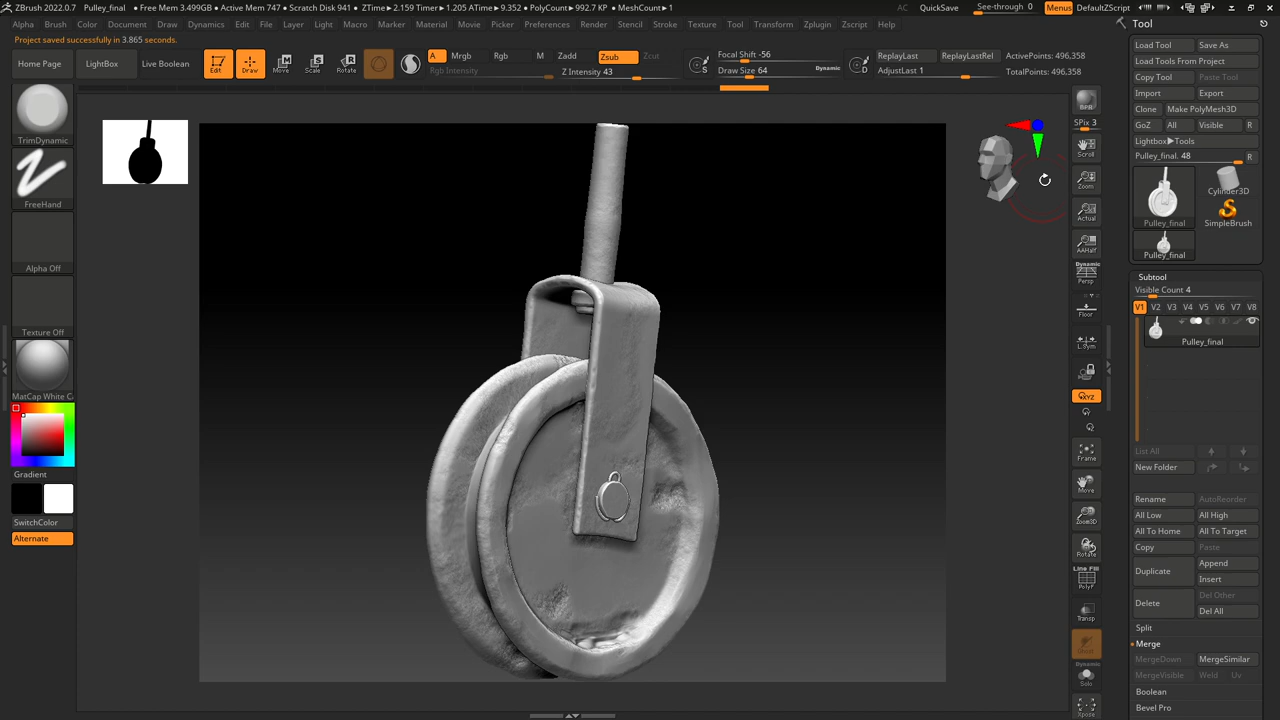 ZBrush 2022.0.7 Pulley_final • Free Mem 3.499GB • Active Mem 747 • Scratch Disk 941 • ZTime▸2.159 Timer▸1.205 ATime▸9.352 • PolyCount▸992.7 KP • MeshCount▸1 AC QuickSave See-through 0 Menus DefaultZScript
Alpha Brush Color Document Draw Dynamics Edit File Layer Light Macro Marker Material Movie Picker Preferences Render Stencil Stroke Texture Tool Transform Zplugin Zscript Help Tool
Project saved successfully in 3.865 seconds.
Home Page LightBox Live Boolean Edit Draw Move Scale Rotate A Mrgb Rgb M Zadd Zsub Zcut
Rgb Intensity Z Intensity 43
S Focal Shift -56
Draw Size 64 Dynamic
D ReplayLast ReplayLastRel ActivePoints: 496,358
AdjustLast 1 TotalPoints: 496,358
TrimDynamic
FreeHand
Alpha Off
Texture Off
MatCap White C
Gradient
SwitchColor
Alternate
BPR
SPix 3
Scroll
Zoom
Actual
AAHalf
Dynamic
Persp
Floor
L.Sym
XYZ
Frame
Move
Zoom3D
Rotate
Line Fill
PolyF
Transp
Ghost
Dynamic
Solo
Xpose
Load Tool Save As
Load Tools From Project
Copy Tool Paste Tool
Import Export
Clone Make PolyMesh3D
GoZ All Visible R
Lightbox▸Tools
Pulley_final. 48 R
Cylinder3D
Pulley_final SimpleBrush
Pulley_final
Subtool
Visible Count 4
V1 V2 V3 V4 V5 V6 V7 V8
Pulley_final
List All
New Folder
Rename AutoReorder
All Low All High
All To Home All To Target
Copy Paste
Duplicate Append
Insert
Delete Del Other
Del All
Split
Merge
MergeDown MergeSimilar
MergeVisible Weld Uv
Boolean
Bevel Pro